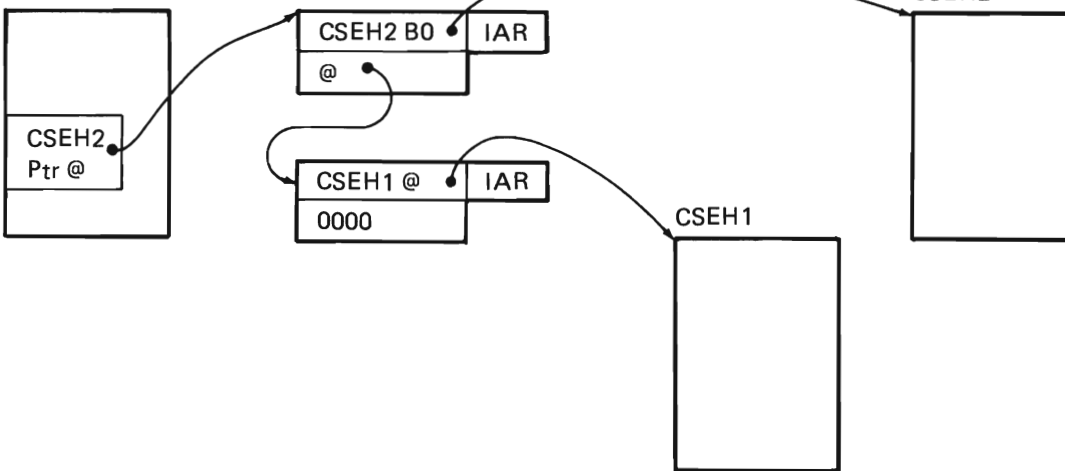 CSEH2 B0 IAR
@
CSEH2
Ptr @
CSEH1 @ IAR
0000
CSEH1